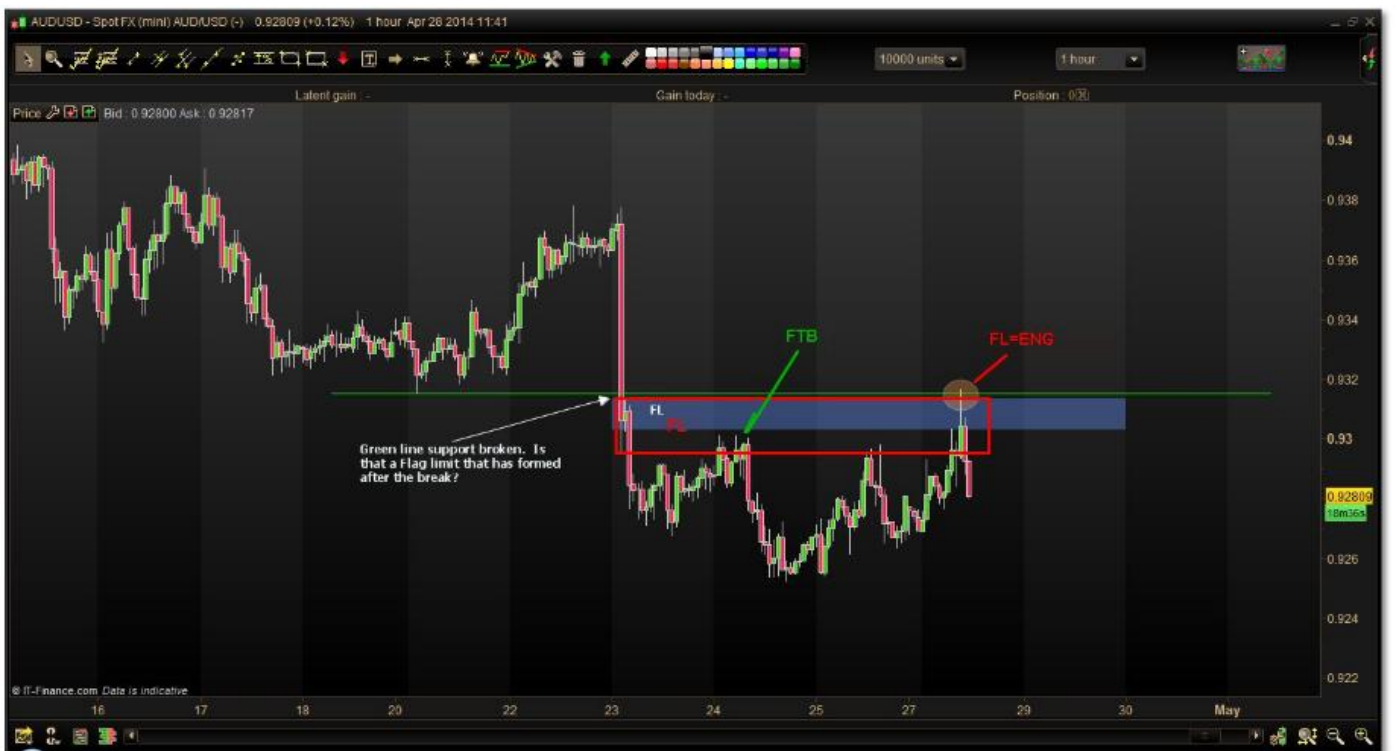 AUDUSD - Spot FX (mini) AUD/USD (-) 0.92809 (+0.12%) 1 hour Apr 28 2014 11:41
10000 units
1 hour
Latent gain : -
Gain today : -
Position : 0
Price
Bid : 0.92800 Ask : 0.92817
0.94
0.938
0.936
0.934
FTB
FL=ENG
0.932
FL
FL
0.93
Green line support broken. Is
that a Flag limit that has formed
after the break?
0.92809
18m36s
0.926
0.924
0.922
© IT-Finance.com Data is indicative
16 17 18 20 22 23 24 25 27 29 30 May